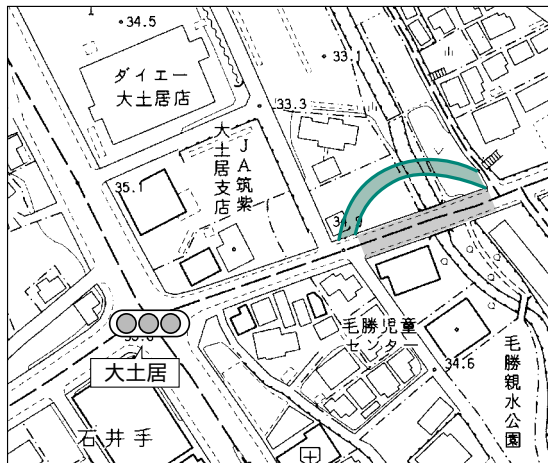 34.5
ダイエー
大土居店
33.1
33.3
JA筑紫
大土居支店
35.1
大土居
石井手
毛勝児童
センター
34.6
毛勝親水公園